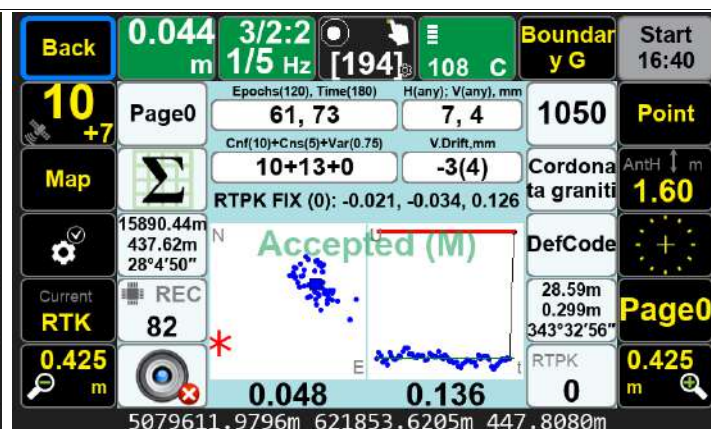 Back
0.044
m
3/2:2
1/5 Hz
[194]
108 C
Boundar
y G
Start
16:40
10
+7
Page0
Epochs(120), Time(180)
61, 73
H(any); V(any), mm
7, 4
1050
Point
Cnf(10)+Cns(5)+Var(0.75)
10+13+0
V.Drift,mm
-3(4)
Map
Σ
RTPK FIX (0): -0.021, -0.034, 0.126
Cordona
ta graniti
AntH m
1.60
15890.44m
437.62m
28°4'50"
N
U
Accepted (M)
DefCode
Current
RTK
REC
82
28.59m
0.299m
343°32'56"
Page0
E
t
0.425
m
0.048
0.136
RTPK
0
0.425
m
5079611.9796m 621853.6205m 447.8080m